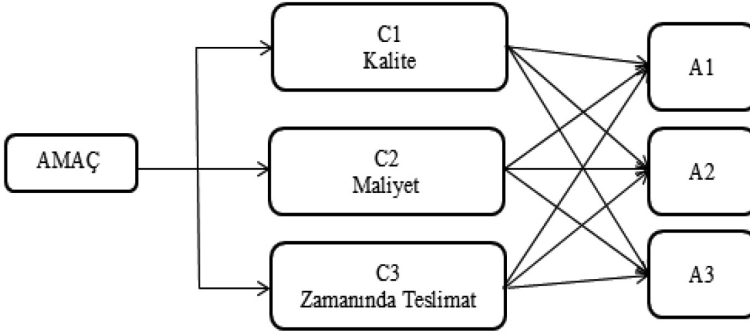 AMAÇ
C1
Kalite
C2
Maliyet
C3
Zamanında Teslimat
A1
A2
A3